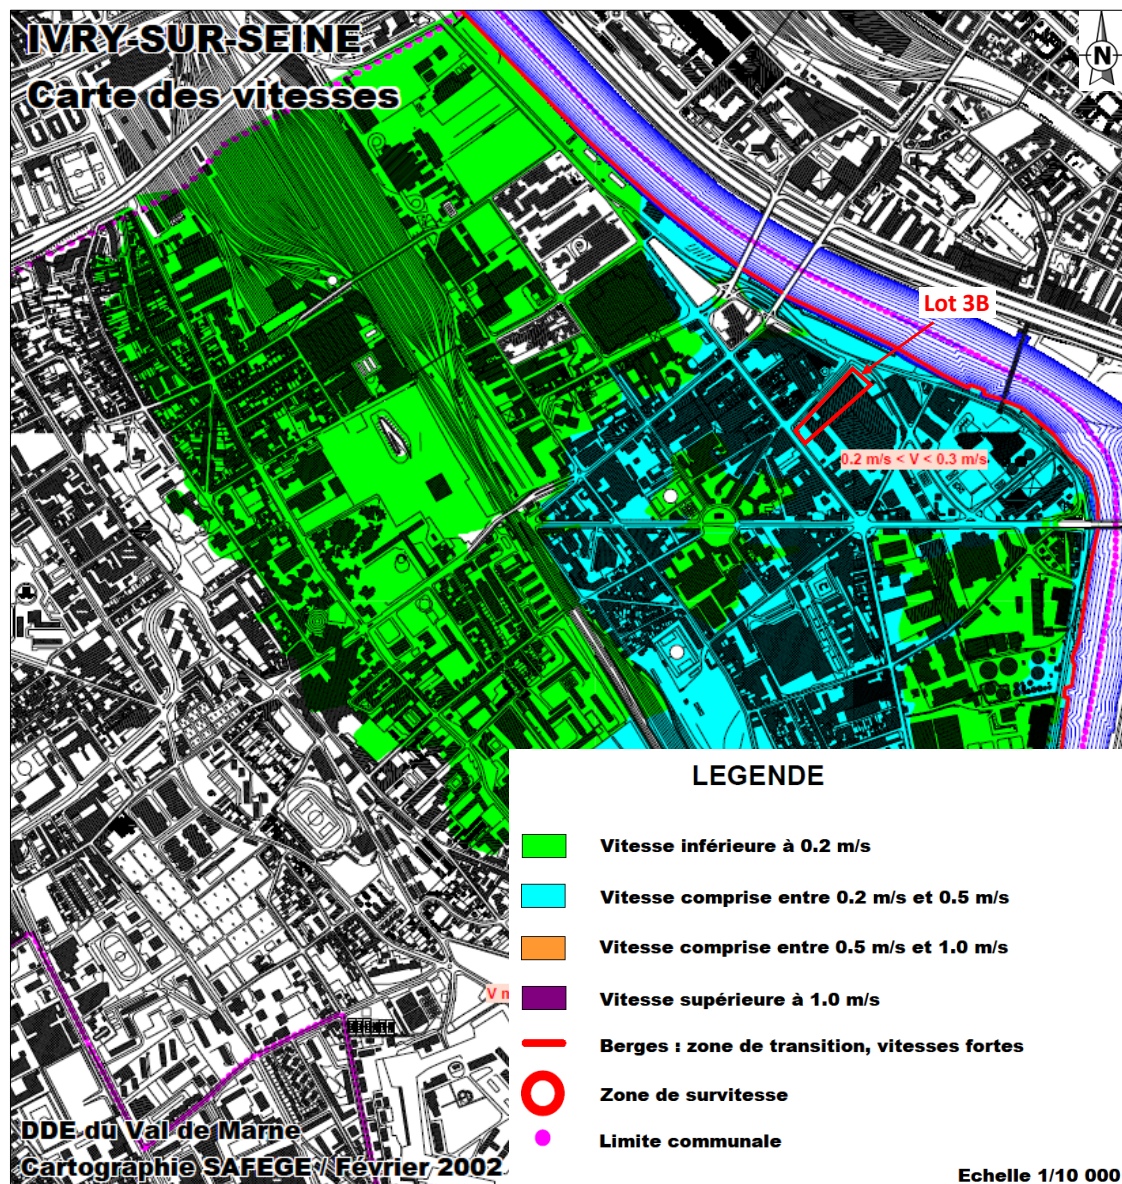 IVRY-SUR-SEINE
Carte des vitesses
N
Lot 3B
0.2 m/s < V < 0.3 m/s
LEGENDE
Vitesse inférieure à 0.2 m/s
Vitesse comprise entre 0.2 m/s et 0.5 m/s
Vitesse comprise entre 0.5 m/s et 1.0 m/s
Vitesse supérieure à 1.0 m/s
Berges : zone de transition, vitesses fortes
Zone de survitesse
Limite communale
V
DDE du Val de Marne
Cartographie SAFEGE / Février 2002
Echelle 1/10 000